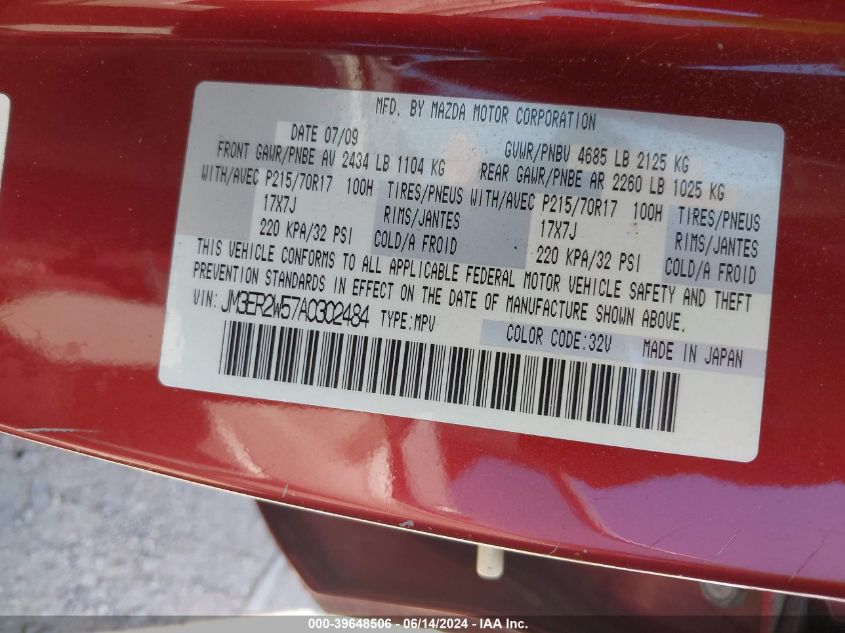 MFD. BY MAZDA MOTOR CORPORATION
DATE 07/09 GVWR/PNBV 4685 LB 2125 KG
FRONT GAWR/PNBE AV 2434 LB 1104 KG REAR GAWR/PNBE AR 2260 LB 1025 KG
WITH/AVEC P215/70R17 100H TIRES/PNEUS WITH/AVEC P215/70R17 100H TIRES/PNEUS
17X7J RIMS/JANTES 17X7J RIMS/JANTES
220 KPA/32 PSI COLD/A FROID 220 KPA/32 PSI COLD/A FROID
THIS VEHICLE CONFORMS TO ALL APPLICABLE FEDERAL MOTOR VEHICLE SAFETY AND THEFT
PREVENTION STANDARDS IN EFFECT ON THE DATE OF MANUFACTURE SHOWN ABOVE.
VIN: JM3ER2W57A0302484 TYPE:MPV COLOR CODE:32V MADE IN JAPAN
000-39648506 - 06/14/2024 - IAAI, Inc.